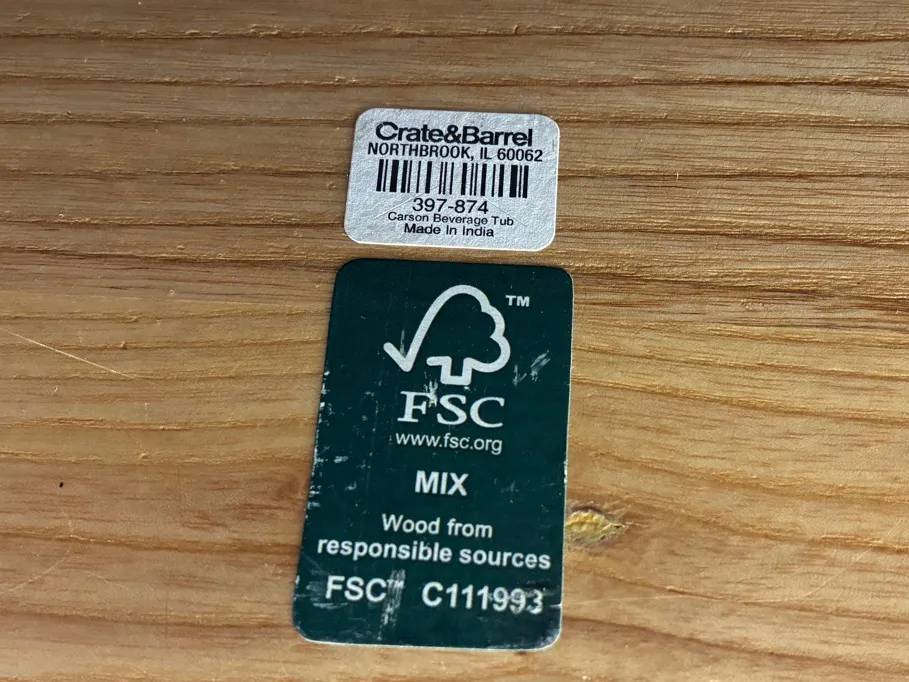 Crate&Barrel
NORTHBROOK, IL 60062
397-874
Carson Beverage Tub
Made In India
TM
FSC
www.fsc.org
MIX
Wood from
responsible sources
FSC™ C111993